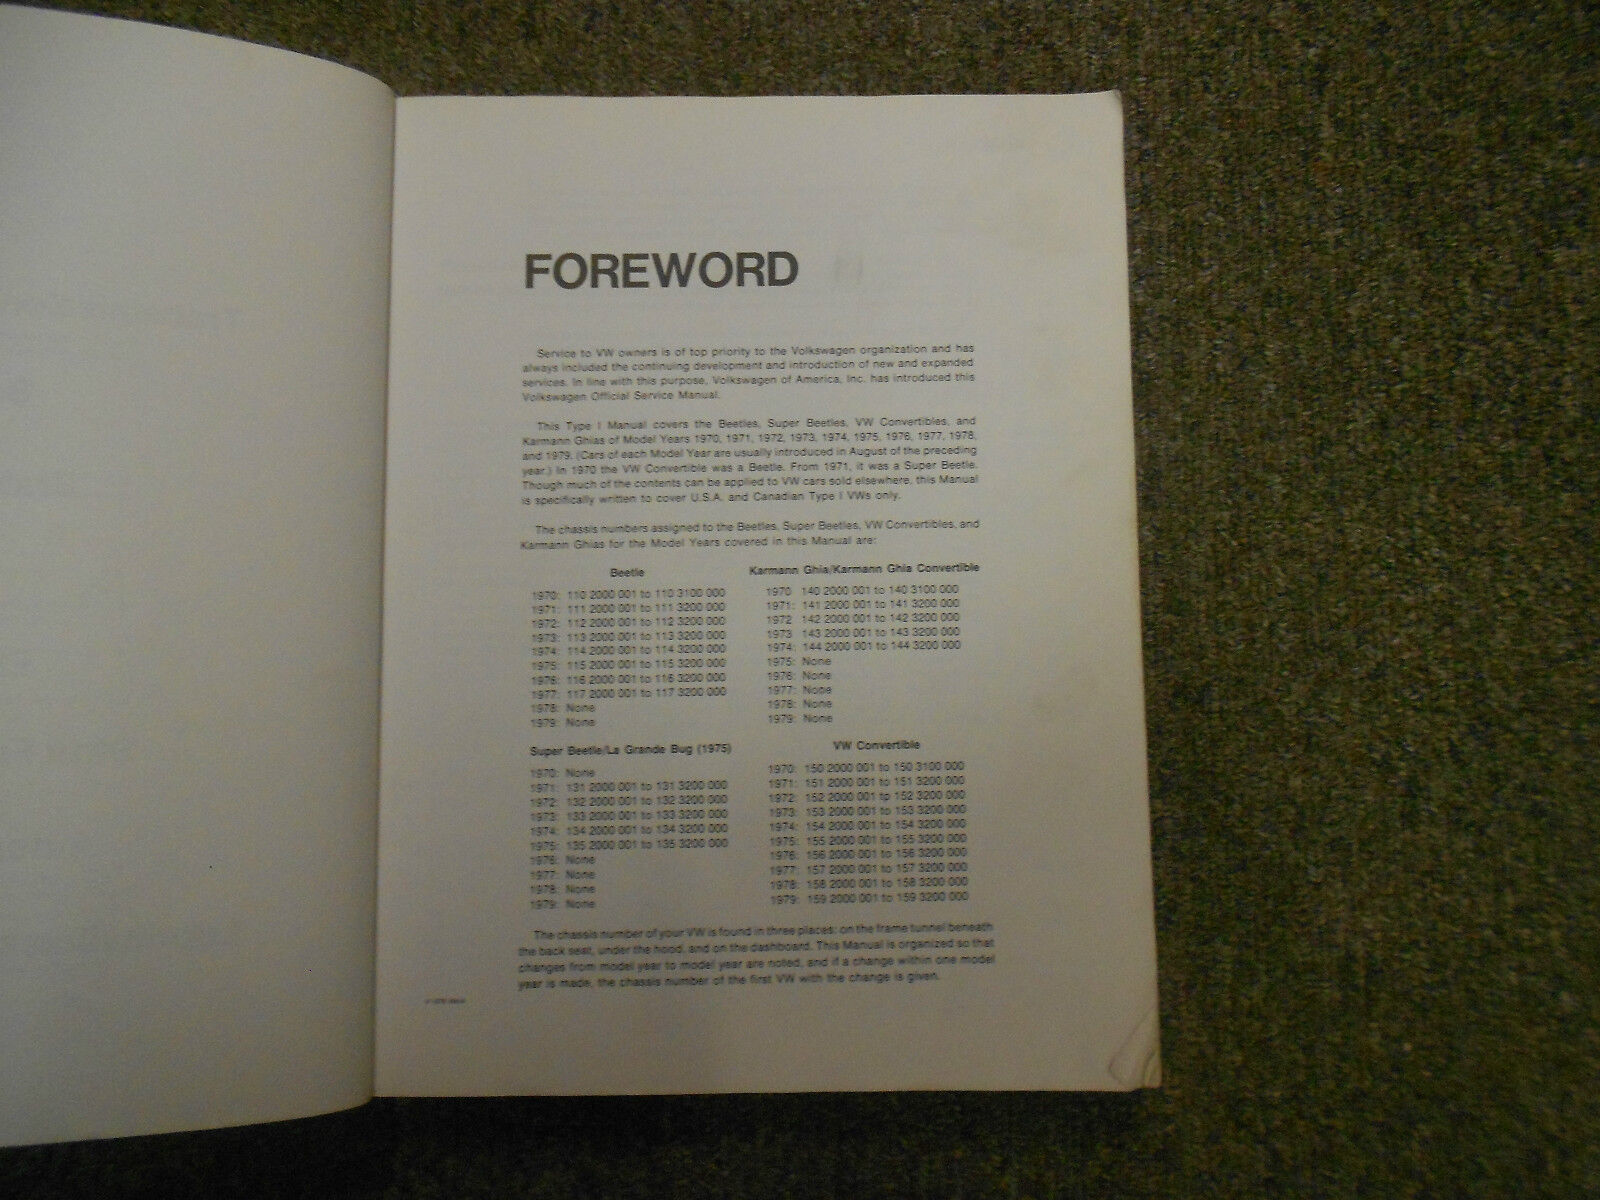 FOREWORD
Service to VW owners is of top priority to the Volkswagen organization and has
always included the continuing development and introduction of new and expanded
services. In line with this purpose, Volkswagen of America, Inc. has introduced this
Volkswagen Official Service Manual.
This Type I Manual covers the Beetles, Super Beetles, VW Convertibles, and
Karmann Ghias of Model Years 1970, 1971, 1972, 1973, 1974, 1975, 1976, 1977, 1978,
and 1979. (Cars of each Model Year are usually introduced in August of the preceding
year.) In 1970 the VW Convertible was a Beetle. From 1971, it was a Super Beetle.
Though much of the contents can be applied to VW cars sold elsewhere, this Manual
is specifically written to cover U.S.A. and Canadian Type I VWs only.
The chassis numbers assigned to the Beetles, Super Beetles, VW Convertibles, and
Karmann Ghias for the Model Years covered in this Manual are:
Beetle
1970: 110 2000 001 to 110 3100 000
1971: 111 2000 001 to 111 3200 000
1972: 112 2000 001 to 112 3200 000
1973: 113 2000 001 to 113 3200 000
1974: 114 2000 001 to 114 3200 000
1975: 115 2000 001 to 115 3200 000
1976: 116 2000 001 to 116 3200 000
1977: 117 2000 001 to 117 3200 000
1978: None
1979: None
Karmann Ghia/Karmann Ghia Convertible
1970 140 2000 001 to 140 3100 000
1971: 141 2000 001 to 141 3200 000
1972 142 2000 001 to 142 3200 000
1973 143 2000 001 to 143 3200 000
1974: 144 2000 001 to 144 3200 000
1975: None
1976: None
1977: None
1978: None
1979: None
Super Beetle/La Grande Bug (1975)
1970: None
1971: 131 2000 001 to 131 3200 000
1972: 132 2000 001 to 132 3200 000
1973: 133 2000 001 to 133 3200 000
1974: 134 2000 001 to 134 3200 000
1975: 135 2000 001 to 135 3200 000
1976: None
1977: None
1978: None
1979: None
VW Convertible
1970: 150 2000 001 to 150 3100 000
1971: 151 2000 001 to 151 3200 000
1972: 152 2000 001 to 152 3200 000
1973: 153 2000 001 to 153 3200 000
1974: 154 2000 001 to 154 3200 000
1975: 155 2000 001 to 155 3200 000
1976: 156 2000 001 to 156 3200 000
1977: 157 2000 001 to 157 3200 000
1978: 158 2000 001 to 158 3200 000
1979: 159 2000 001 to 159 3200 000
The chassis number of your VW is found in three places: on the frame tunnel beneath
the back seat, under the hood, and on the dashboard. This Manual is organized so that
changes from model year to model year are noted, and if a change within one model
year is made, the chassis number of the first VW with the change is given.